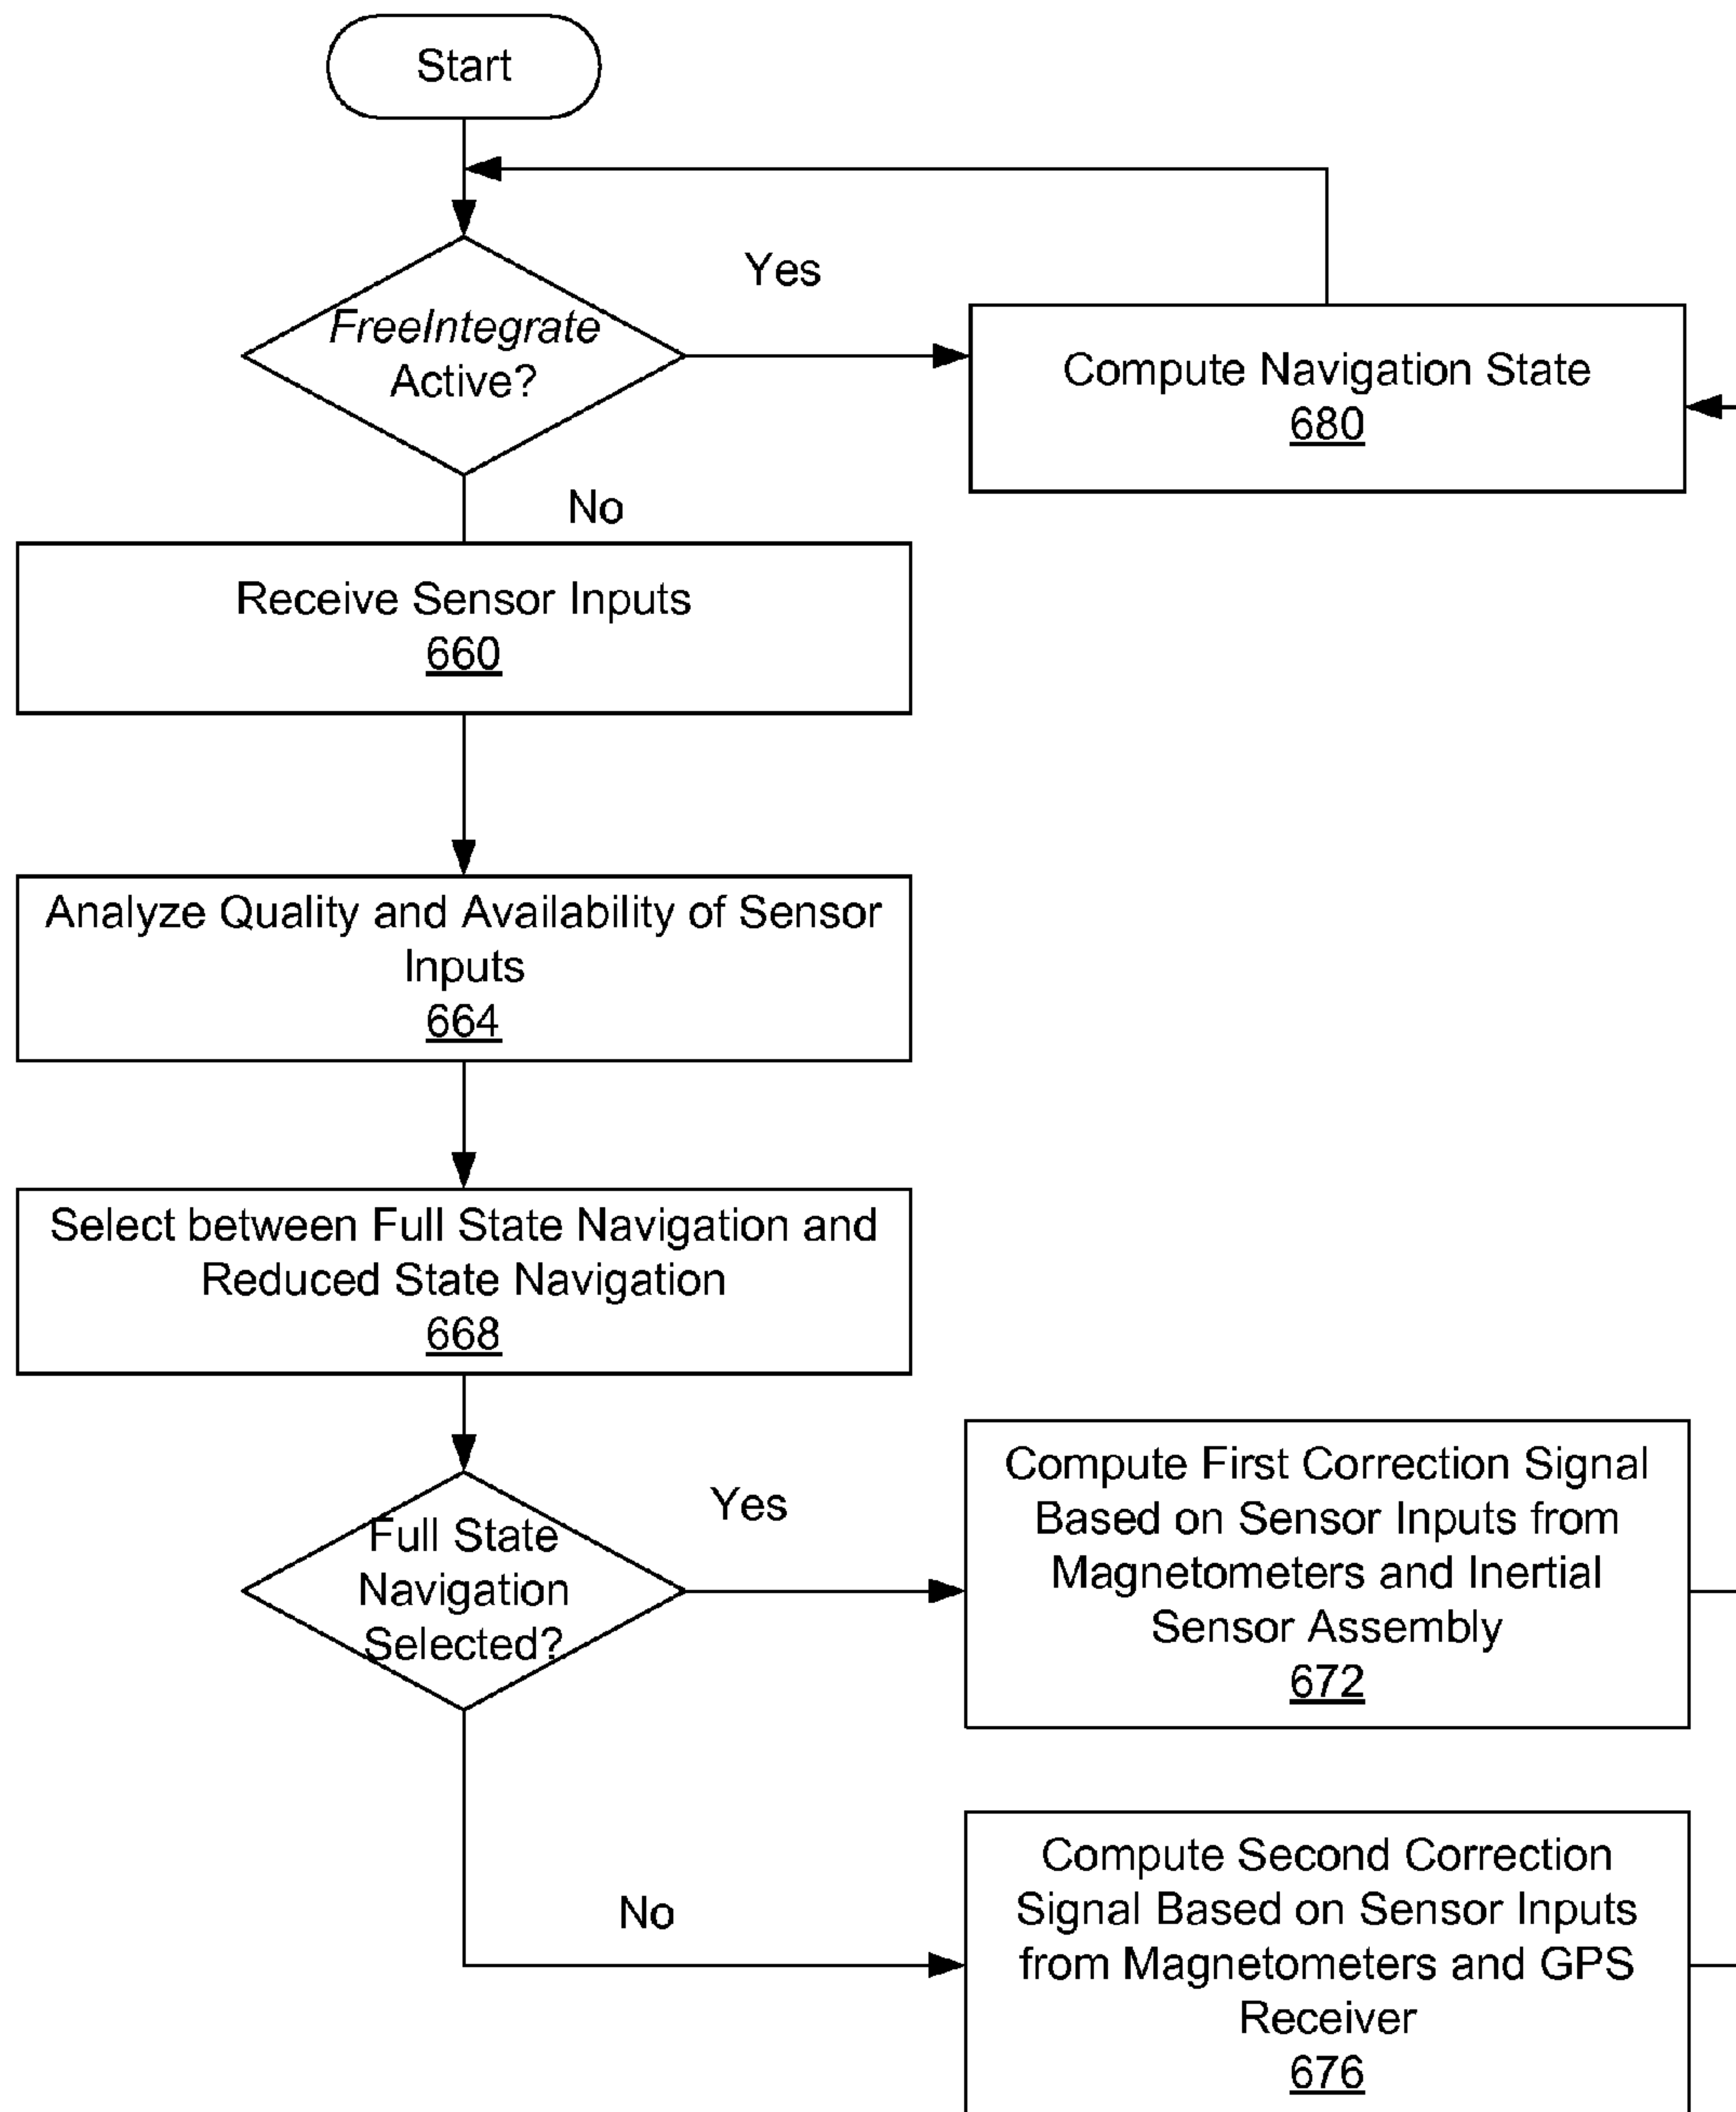 Start
Yes
FreeIntegrate
Active?
Compute Navigation State
680
No
Receive Sensor Inputs
660
Analyze Quality and Availability of Sensor
Inputs
664
Select between Full State Navigation and
Reduced State Navigation
668
Full State
Navigation
Selected?
Yes
Compute First Correction Signal
Based on Sensor Inputs from
Magnetometers and Inertial
Sensor Assembly
672
No
Compute Second Correction
Signal Based on Sensor Inputs
from Magnetometers and GPS
Receiver
676